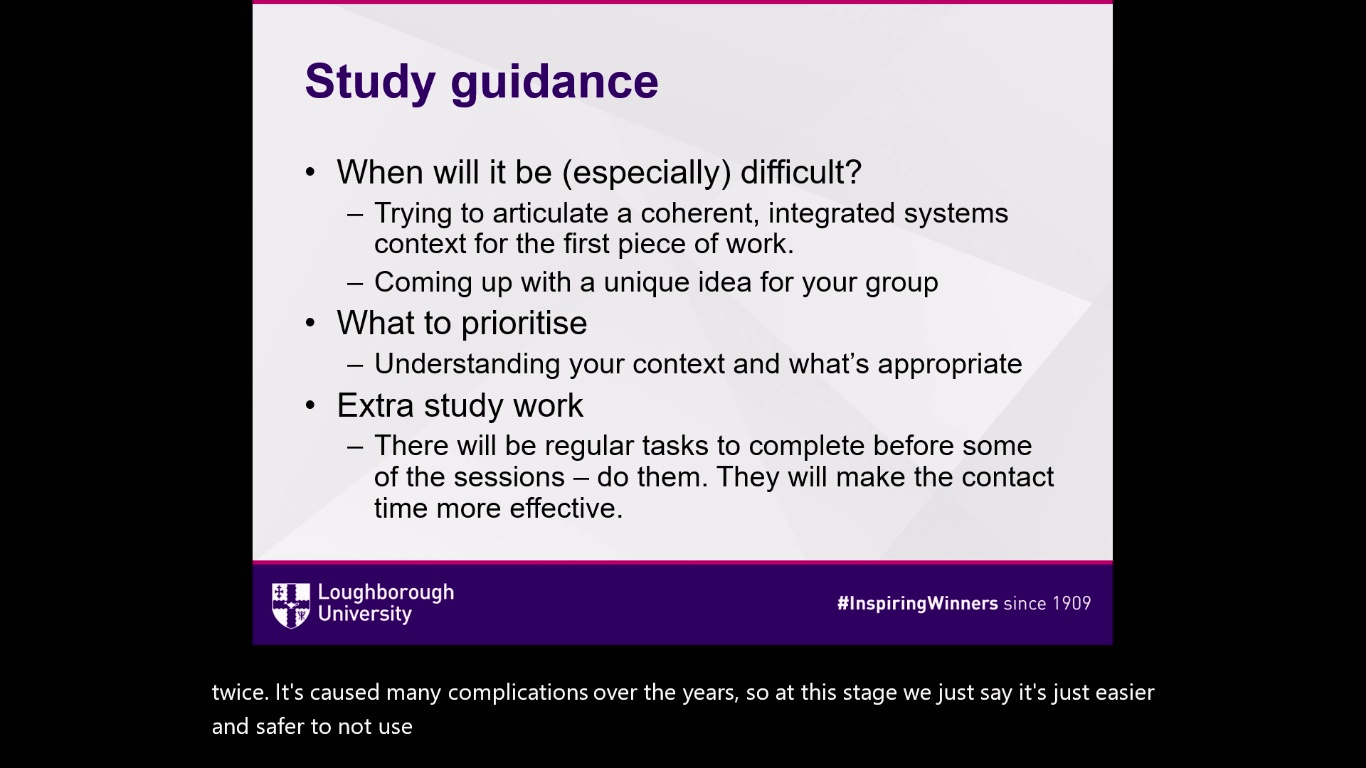 Study guidance
• When will it be (especially) difficult?
– Trying to articulate a coherent, integrated systems
context for the first piece of work.
– Coming up with a unique idea for your group
• What to prioritise
– Understanding your context and what’s appropriate
• Extra study work
– There will be regular tasks to complete before some
of the sessions – do them. They will make the contact
time more effective.
Loughborough
University
#InspiringWinners since 1909
twice. It's caused many complications over the years, so at this stage we just say it's just easier
and safer to not use